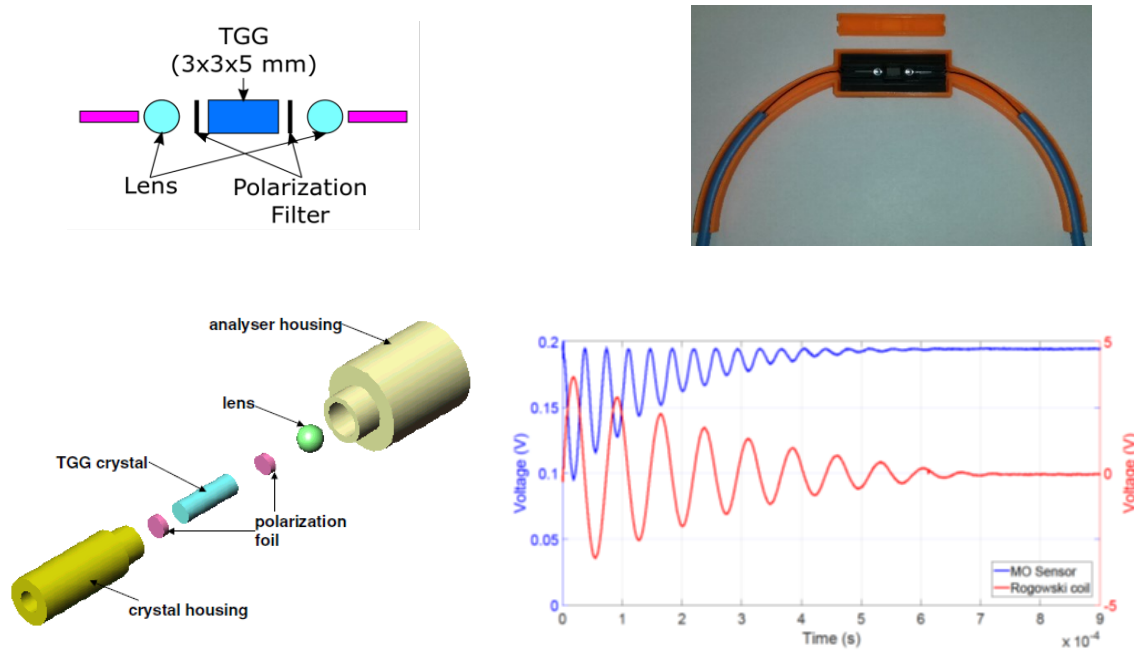 TGG
(3x3x5 mm)
Lens
Polarization
Filter
analyser housing
lens
TGG crystal
polarization
foil
crystal housing
0.2
0.15
0.1
0.05
0
Voltage (V)
5
0
-5
Voltage (V)
MO Sensor
Rogowski coil
0 1 2 3 4 5 6 7 8 9
Time (s)
× 10⁻⁴